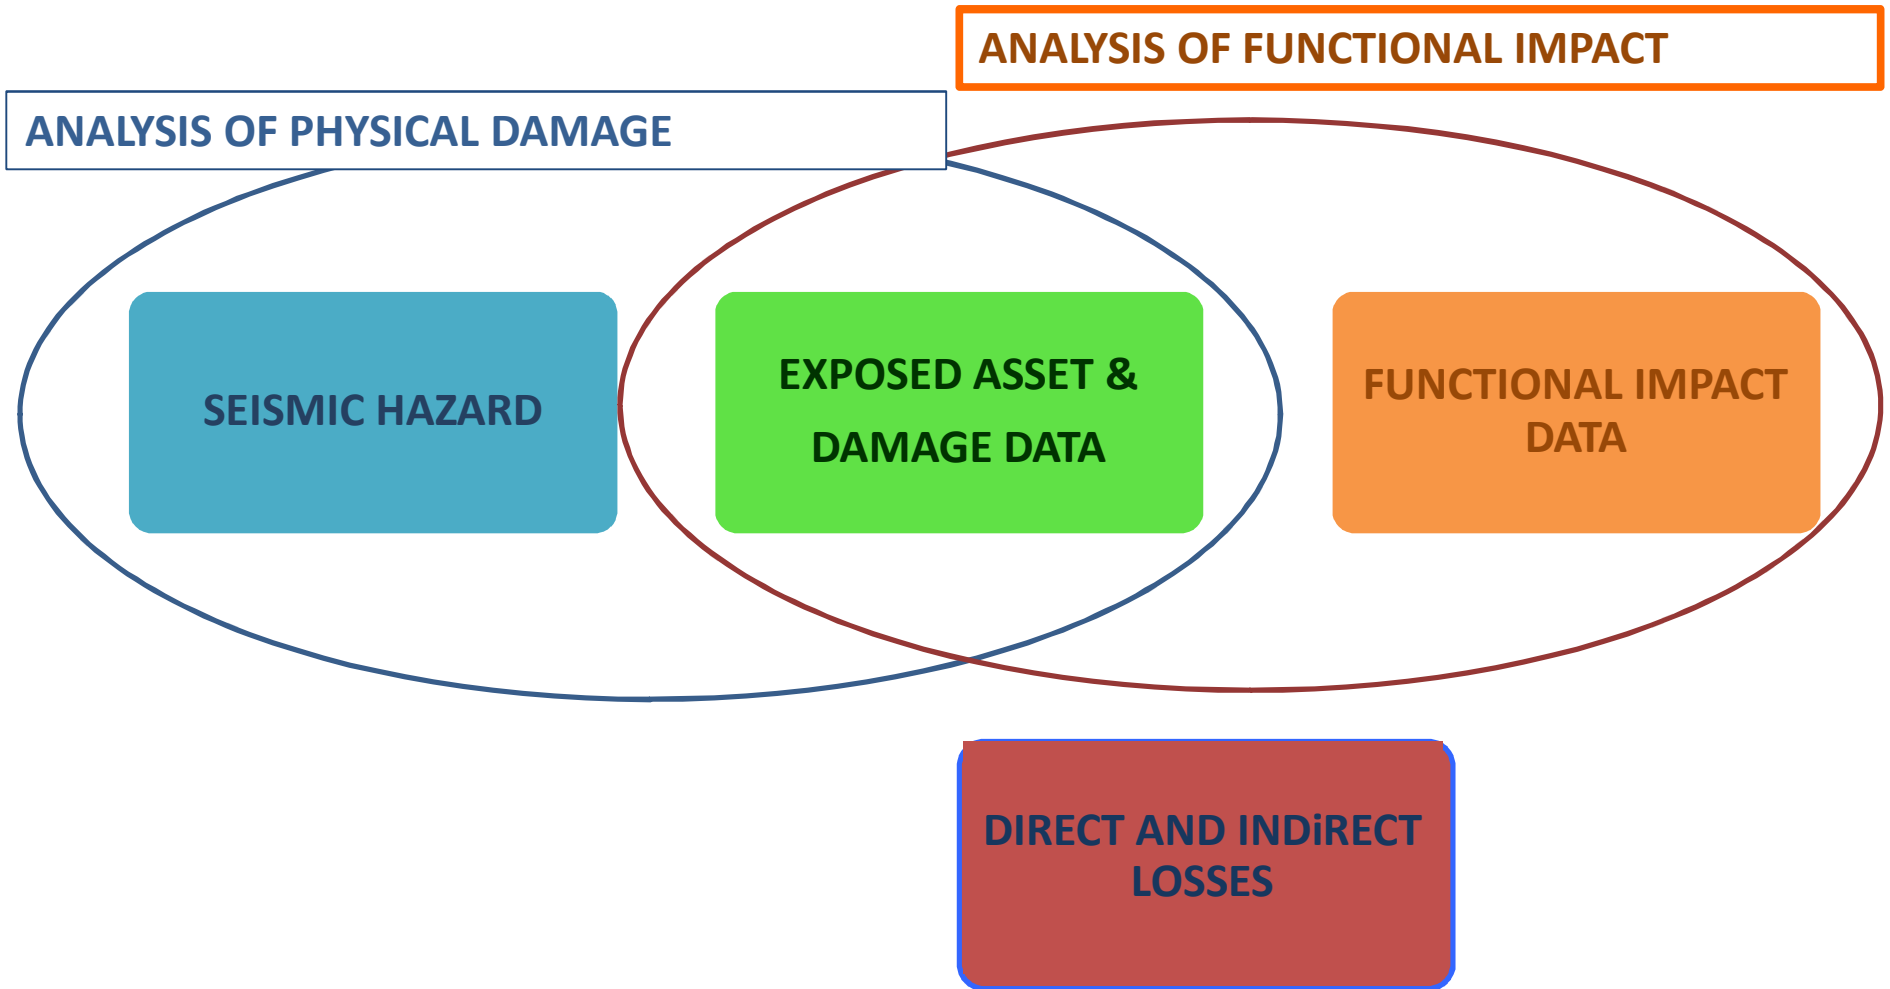 ANALYSIS OF FUNCTIONAL IMPACT
ANALYSIS OF PHYSICAL DAMAGE
SEISMIC HAZARD
EXPOSED ASSET &
DAMAGE DATA
FUNCTIONAL IMPACT
DATA
DIRECT AND INDiRECT
LOSSES